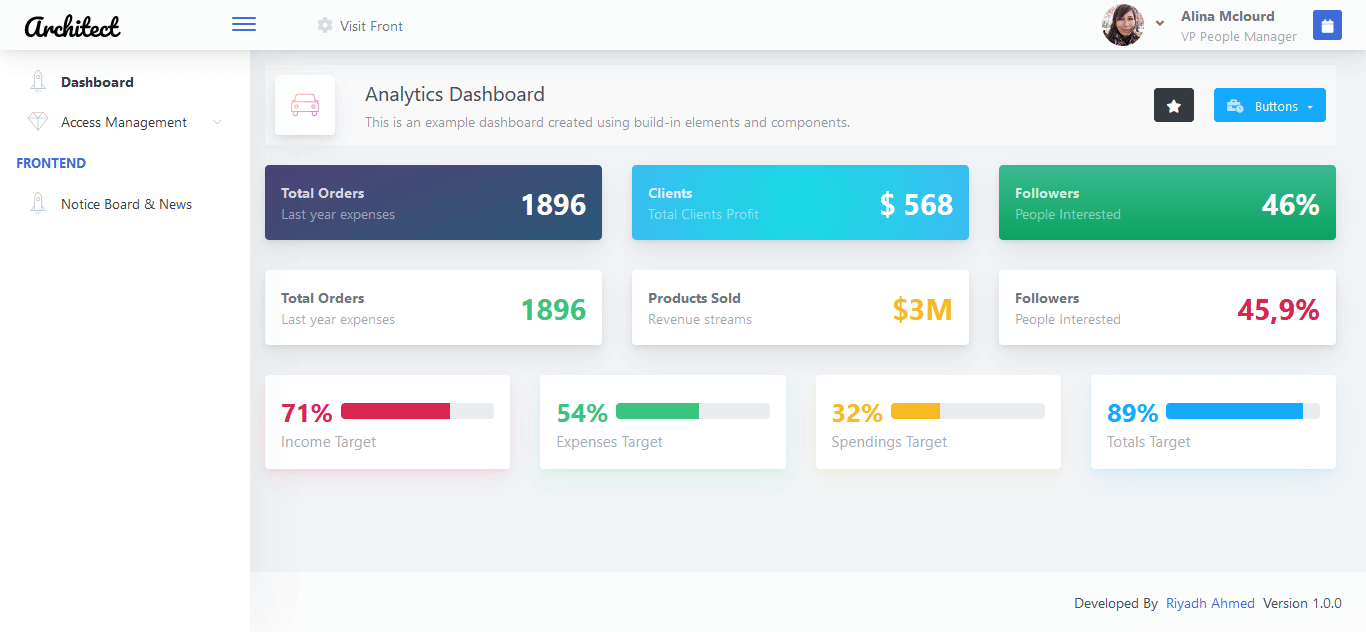 Architect
Visit Front
Alina Mclourd
VP People Manager
Dashboard
Access Management
FRONTEND
Notice Board & News
Analytics Dashboard
This is an example dashboard created using build-in elements and components.
Buttons
Total Orders
Last year expenses
1896
Clients
Total Clients Profit
$ 568
Followers
People Interested
46%
Total Orders
Last year expenses
1896
Products Sold
Revenue streams
$3M
Followers
People Interested
45,9%
71%
Income Target
54%
Expenses Target
32%
Spendings Target
89%
Totals Target
Developed By Riyadh Ahmed Version 1.0.0